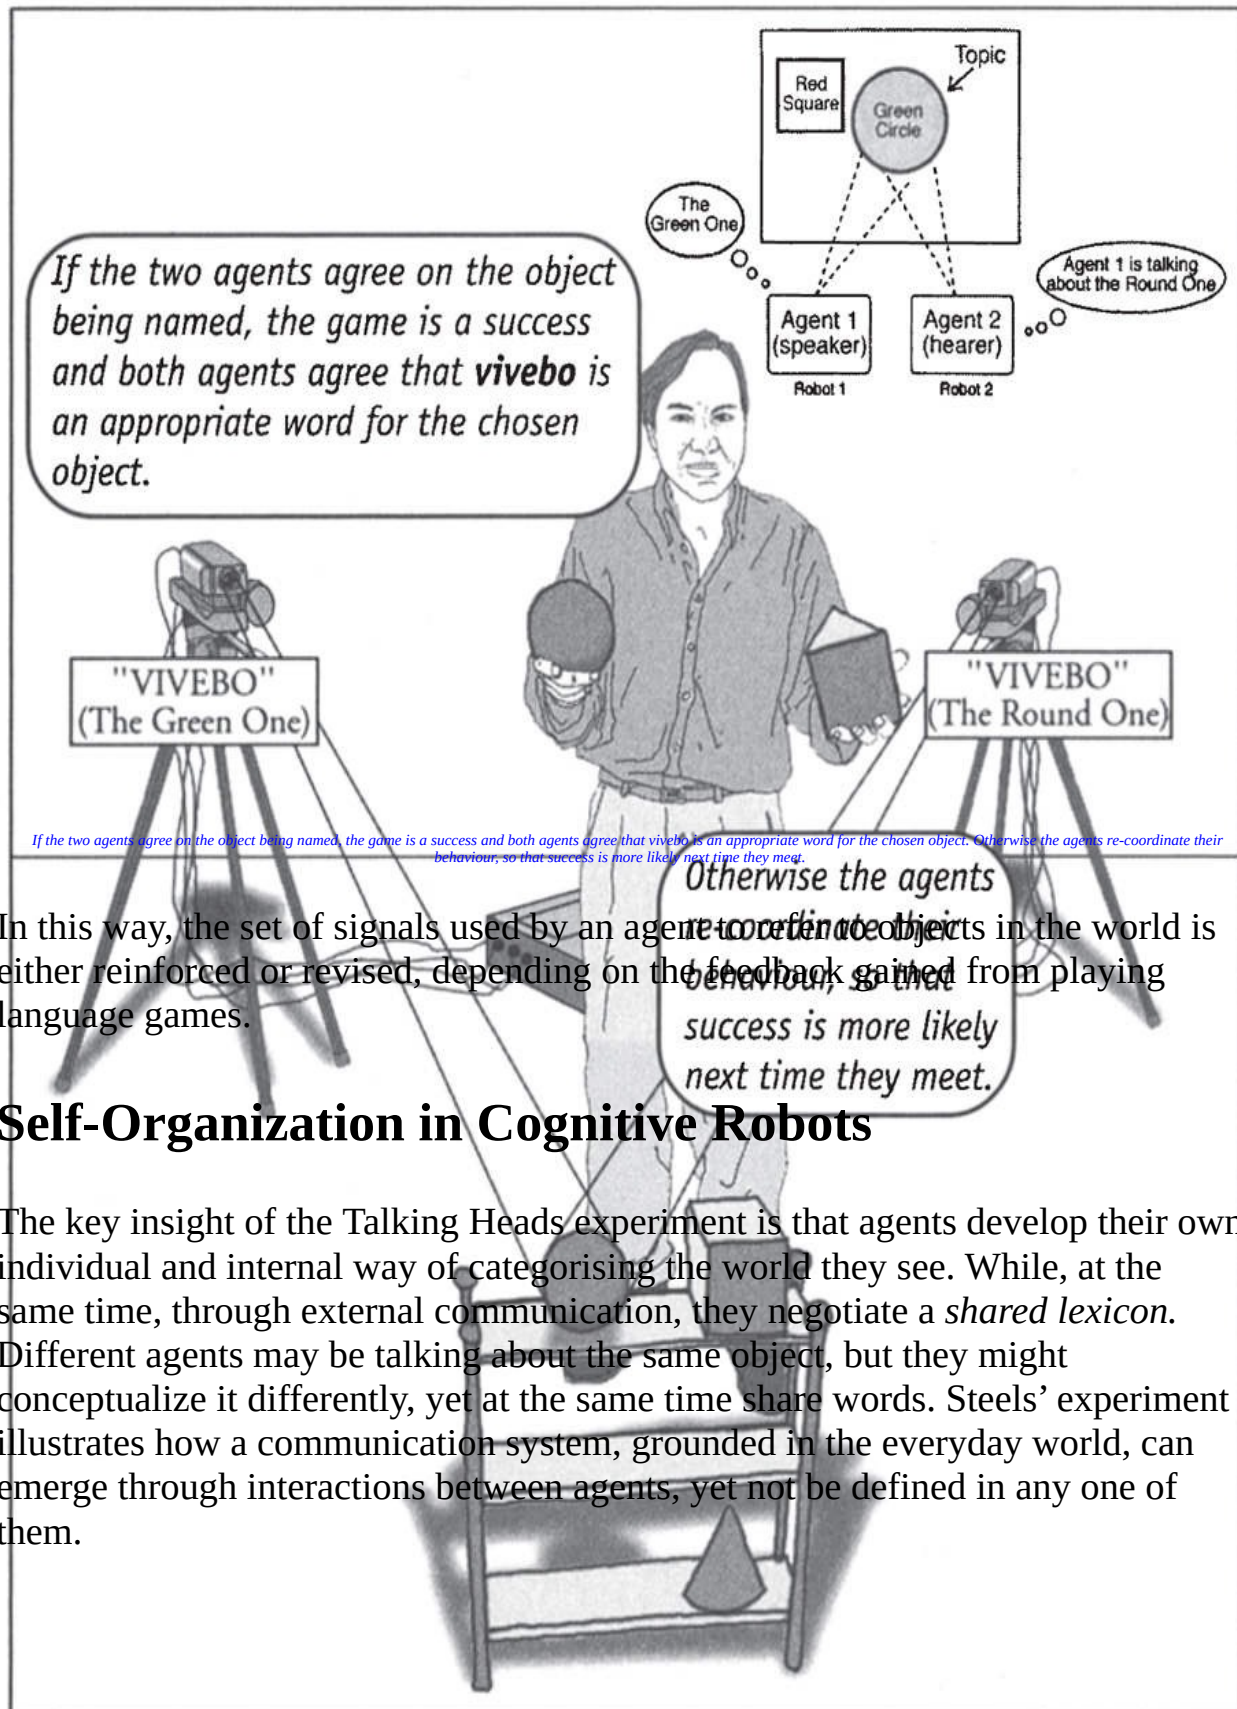 Topic
Red
Square
Green
Circle
The
Green One
Agent 1 is talking
about the Round One
Agent 1
(speaker)
Agent 2
(hearer)
Robot 1
Robot 2
If the two agents agree on the object
being named, the game is a success
and both agents agree that vivebo is
an appropriate word for the chosen
object.
"VIVEBO"
(The Green One)
"VIVEBO"
(The Round One)
If the two agents agree on the object being named, the game is a success and both agents agree that vivebo is an appropriate word for the chosen object. Otherwise the agents re-coordinate their
behaviour, so that success is more likely next time they meet.
Otherwise the agents
re-coordinate their
behaviour, so that
success is more likely
next time they meet.
In this way, the set of signals used by an agent to refer to objects in the world is
either reinforced or revised, depending on the feedback gained from playing
language games.
Self-Organization in Cognitive Robots
The key insight of the Talking Heads experiment is that agents develop their own
individual and internal way of categorising the world they see. While, at the
same time, through external communication, they negotiate a shared lexicon.
Different agents may be talking about the same object, but they might
conceptualize it differently, yet at the same time share words. Steels’ experiment
illustrates how a communication system, grounded in the everyday world, can
emerge through interactions between agents, yet not be defined in any one of
them.